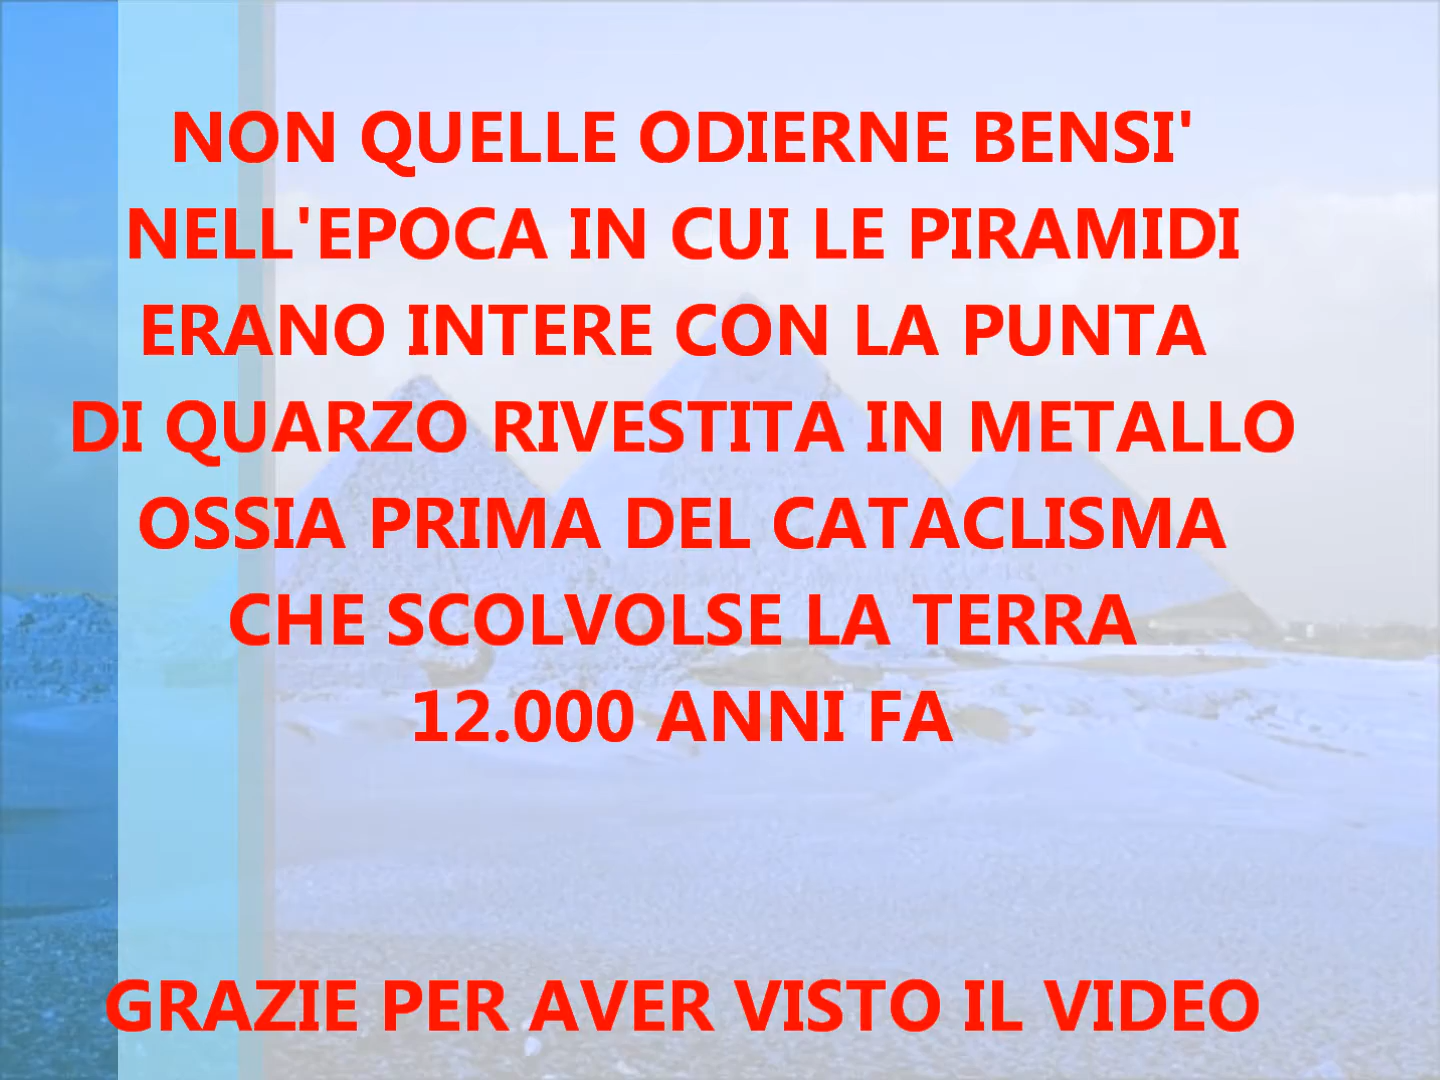 NON QUELLE ODIERNE BENSI'
NELL'EPOCA IN CUI LE PIRAMIDI
ERANO INTERE CON LA PUNTA
DI QUARZO RIVESTITA IN METALLO
OSSIA PRIMA DEL CATACLISMA
CHE SCOLVOLSE LA TERRA
12.000 ANNI FA
GRAZIE PER AVER VISTO IL VIDEO